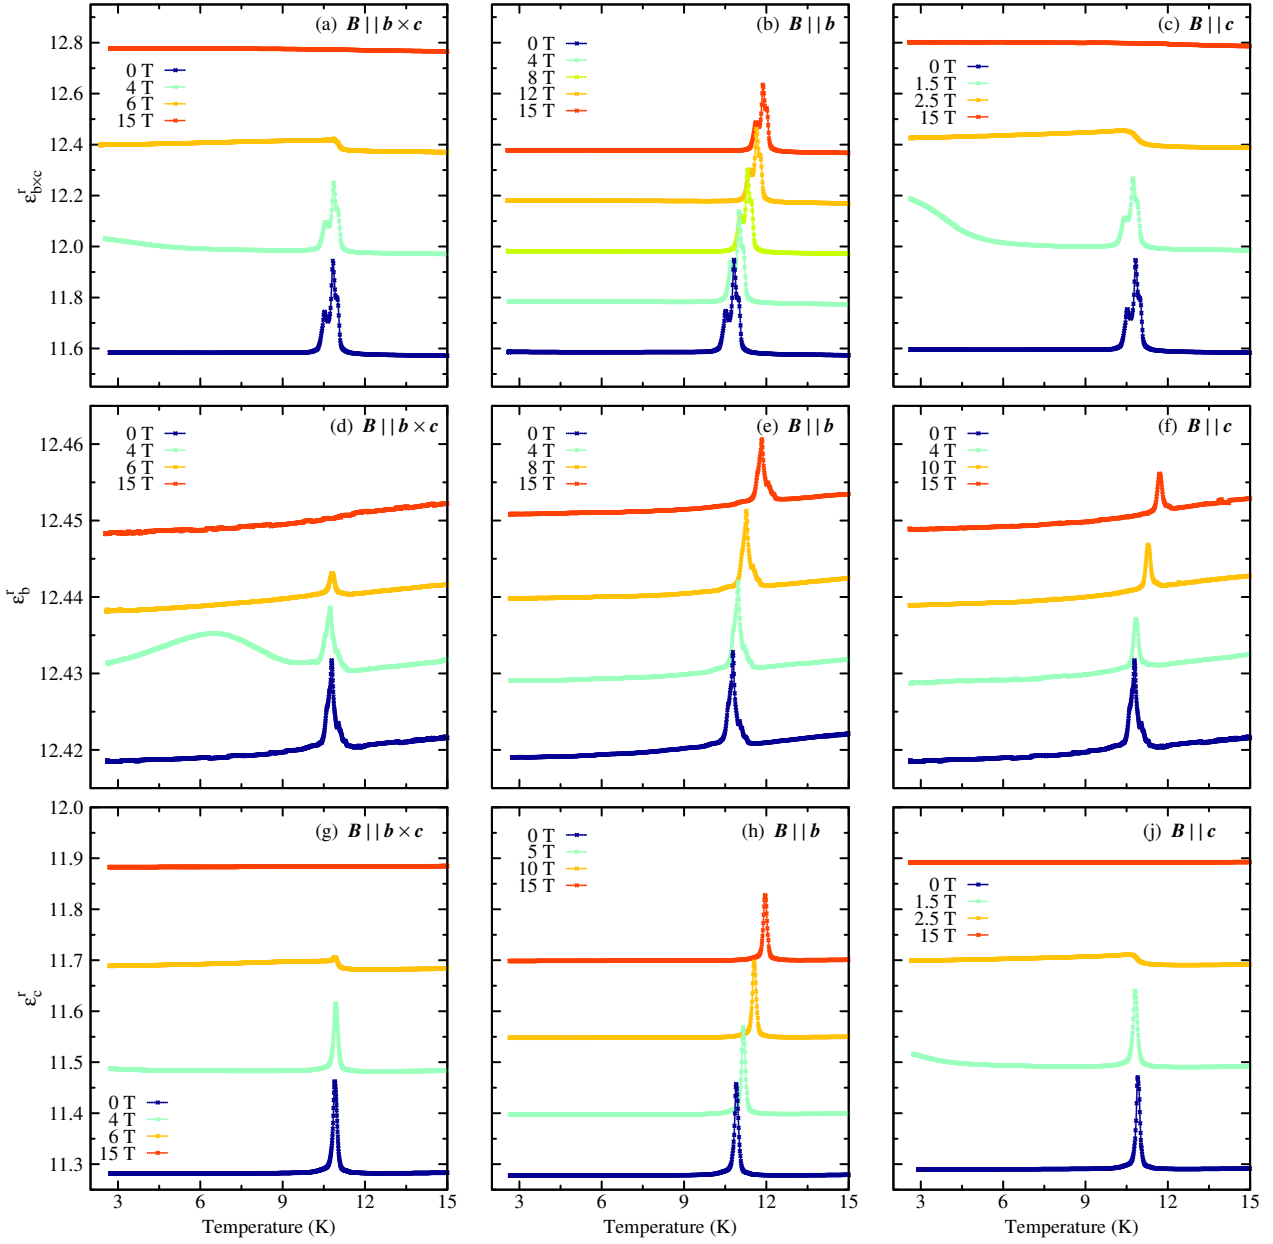 (a) B || b × c
12.8
12.6
12.4
12.2
12.0
11.8
11.6
ε^r_{b×c}
0 T
4 T
6 T
15 T
(b) B || b
0 T
4 T
8 T
12 T
15 T
(c) B || c
0 T
1.5 T
2.5 T
15 T
(d) B || b × c
12.46
12.45
12.44
12.43
12.42
ε^r_b
0 T
4 T
6 T
15 T
(e) B || b
0 T
4 T
8 T
15 T
(f) B || c
0 T
4 T
10 T
15 T
(g) B || b × c
12.0
11.9
11.8
11.7
11.6
11.5
11.4
11.3
ε^r_c
0 T
4 T
6 T
15 T
3 6 9 12 15
Temperature (K)
(h) B || b
0 T
5 T
10 T
15 T
3 6 9 12 15
Temperature (K)
(j) B || c
0 T
1.5 T
2.5 T
15 T
3 6 9 12 15
Temperature (K)